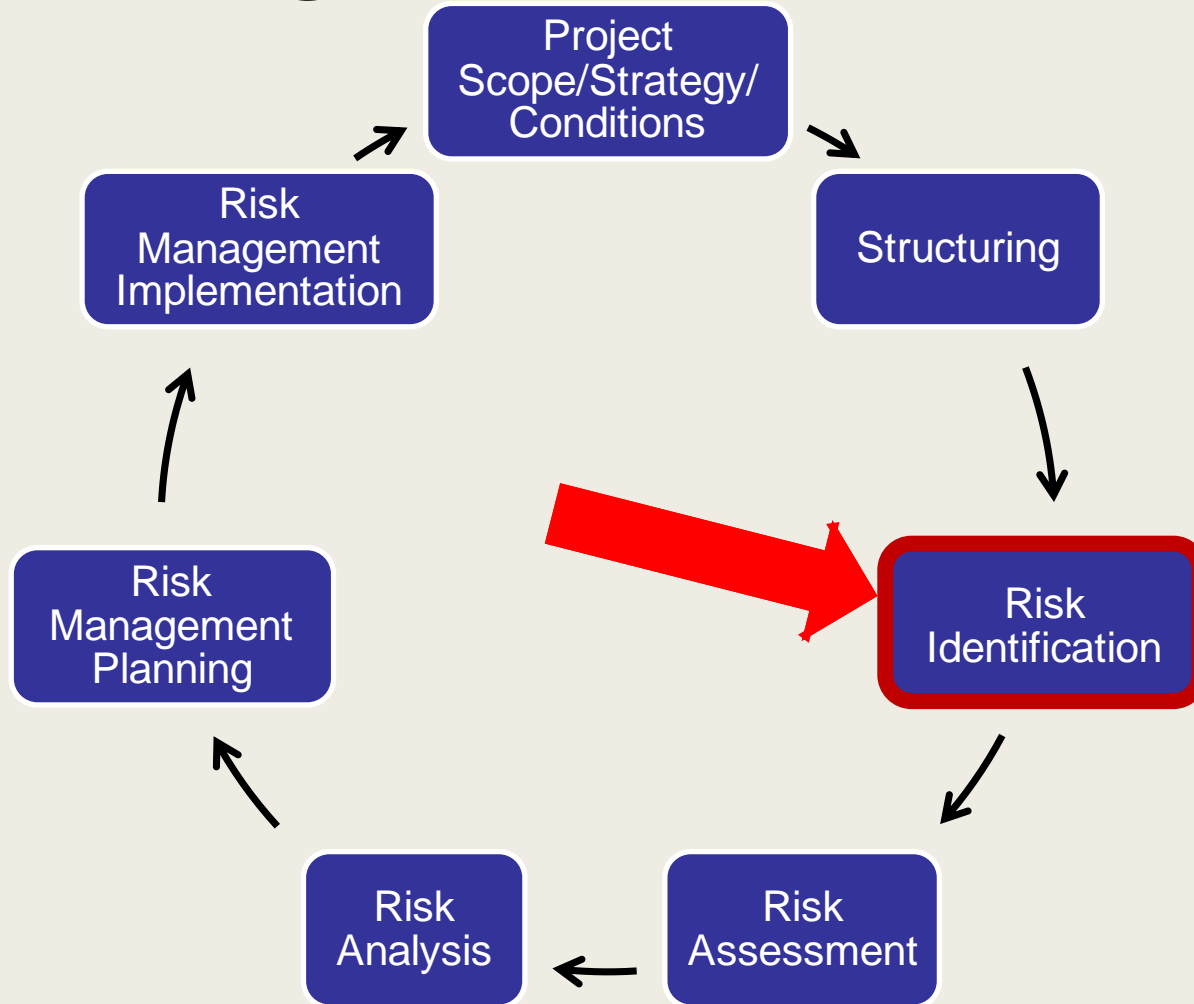 Project
Scope/Strategy/
Conditions
Structuring
Risk
Identification
Risk
Assessment
Risk
Analysis
Risk
Management
Planning
Risk
Management
Implementation